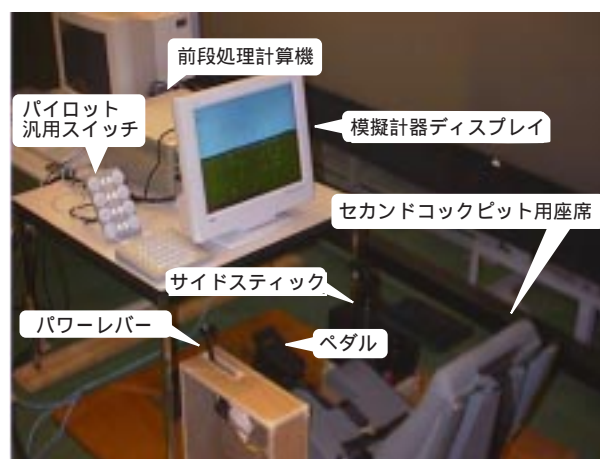 前段処理計算機
パイロット
汎用スイッチ
模擬計器ディスプレイ
セカンドコックピット用座席
サイドスティック
パワーレバー
ペダル